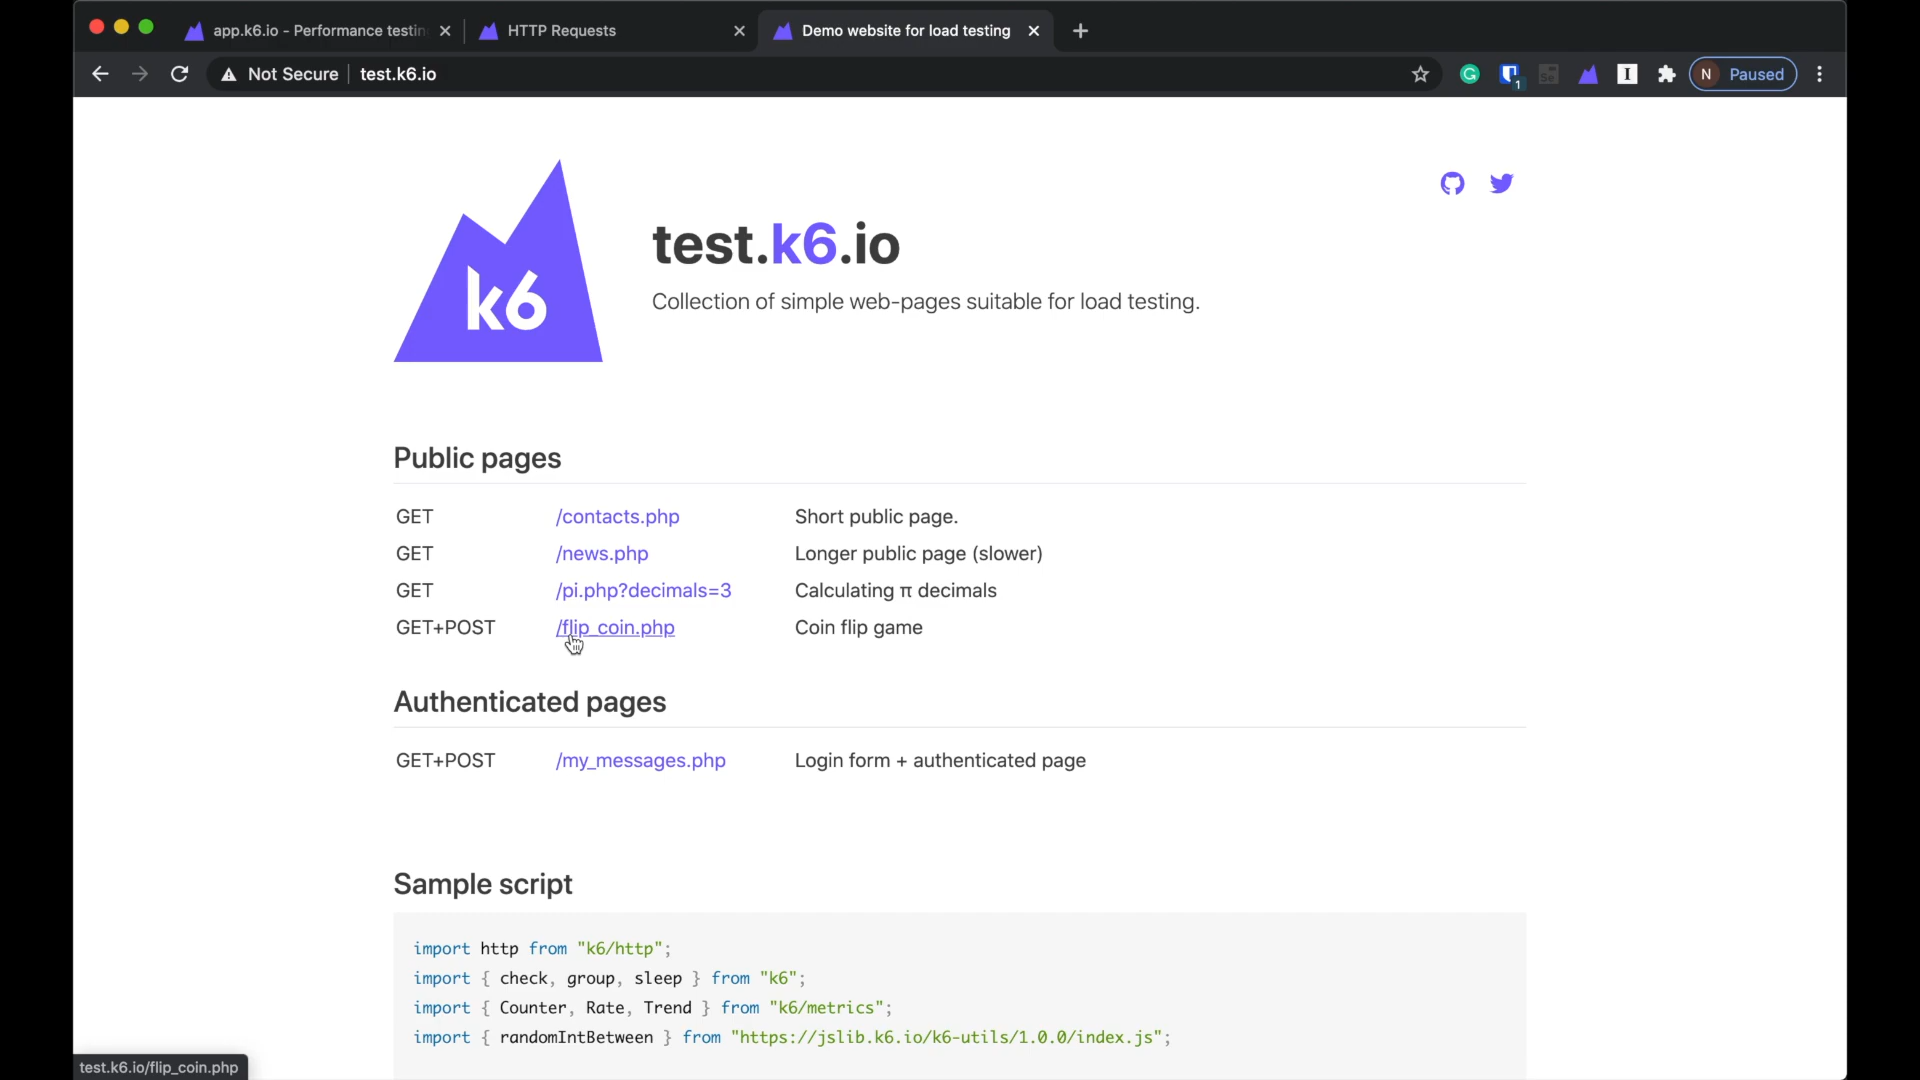 app.k6.io - Performance testin
HTTP Requests
Demo website for load testing
Not Secure
test.k6.io
1
N
Paused
k6
test.k6.io
Collection of simple web-pages suitable for load testing.
Public pages
GET /contacts.php Short public page.
GET /news.php Longer public page (slower)
GET /pi.php?decimals=3 Calculating π decimals
GET+POST /flip_coin.php Coin flip game
Authenticated pages
GET+POST /my_messages.php Login form + authenticated page
Sample script
import http from "k6/http";
import { check, group, sleep } from "k6";
import { Counter, Rate, Trend } from "k6/metrics";
import { randomIntBetween } from "https://jslib.k6.io/k6-utils/1.0.0/index.js";
test.k6.io/flip_coin.php